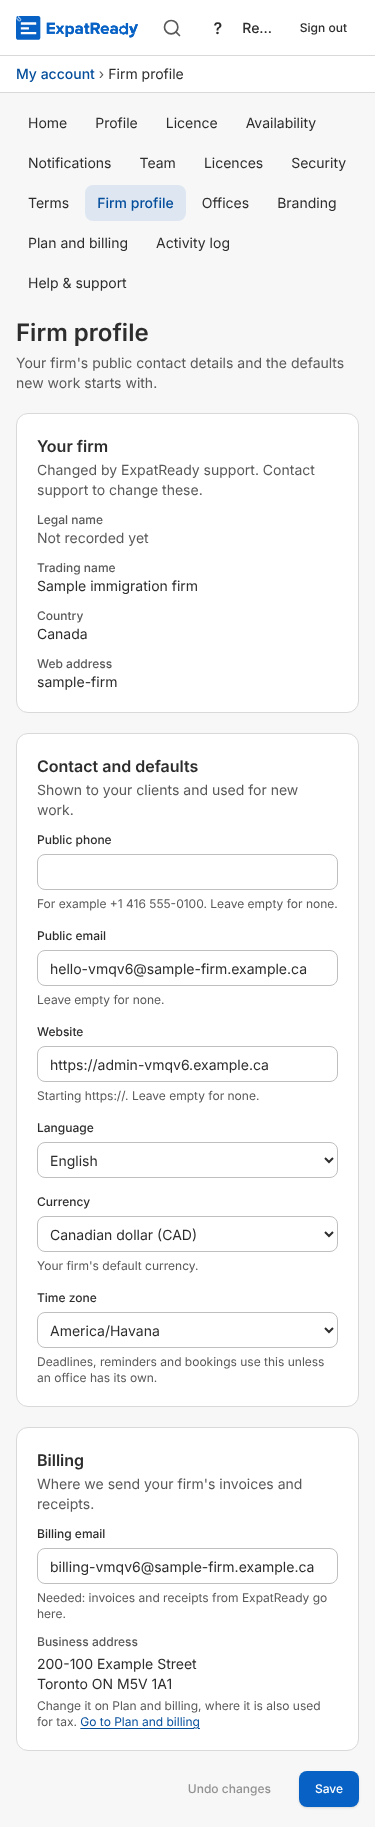 ExpatReady ? Re... Sign out
My account › Firm profile
Home Profile Licence Availability
Notifications Team Licences Security
Terms Firm profile Offices Branding
Plan and billing Activity log
Help & support
Firm profile
Your firm's public contact details and the defaults
new work starts with.
Your firm
Changed by ExpatReady support. Contact
support to change these.
Legal name
Not recorded yet
Trading name
Sample immigration firm
Country
Canada
Web address
sample-firm
Contact and defaults
Shown to your clients and used for new
work.
Public phone
For example +1 416 555-0100. Leave empty for none.
Public email
hello-vmqv6@sample-firm.example.ca
Leave empty for none.
Website
https://admin-vmqv6.example.ca
Starting https://. Leave empty for none.
Language
English
Currency
Canadian dollar (CAD)
Your firm's default currency.
Time zone
America/Havana
Deadlines, reminders and bookings use this unless
an office has its own.
Billing
Where we send your firm's invoices and
receipts.
Billing email
billing-vmqv6@sample-firm.example.ca
Needed: invoices and receipts from ExpatReady go
here.
Business address
200-100 Example Street
Toronto ON M5V 1A1
Change it on Plan and billing, where it is also used
for tax. Go to Plan and billing
Undo changes Save